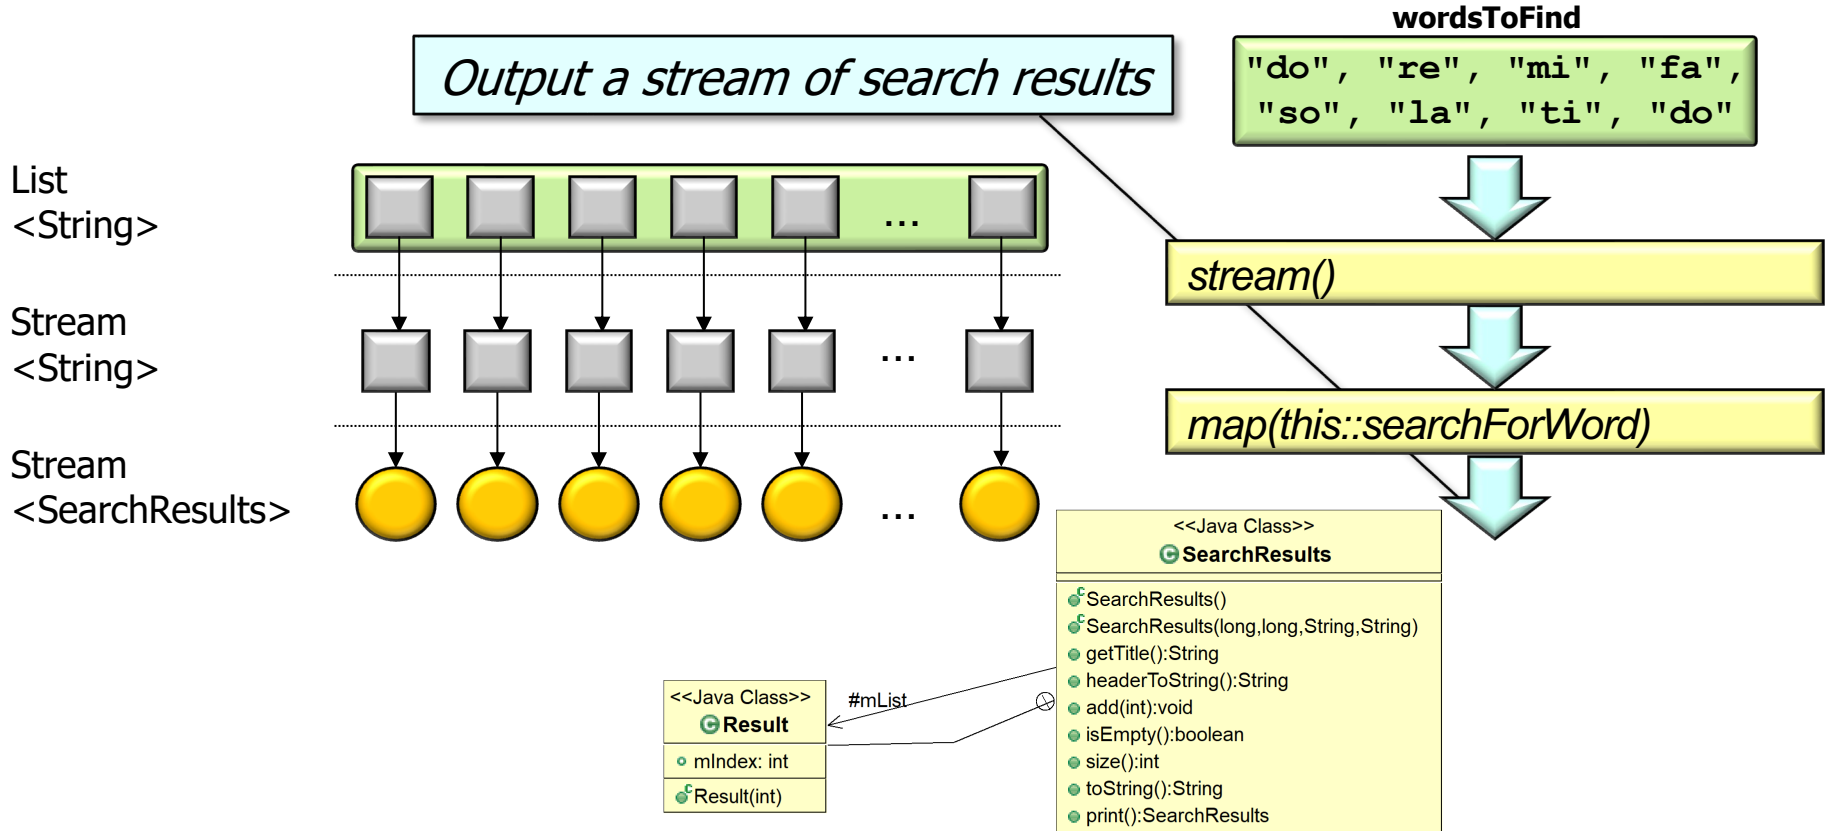 wordsToFind
Output a stream of search results
"do", "re", "mi", "fa",
"so", "la", "ti", "do"
List
<String>
...
stream()
Stream
<String>
...
map(this::searchForWord)
Stream
<SearchResults>
...
<<Java Class>>
C SearchResults
SearchResults()
SearchResults(long,long,String,String)
getTitle():String
headerToString():String
add(int):void
isEmpty():boolean
size():int
toString():String
print():SearchResults
#mList
<<Java Class>>
C Result
mIndex: int
Result(int)